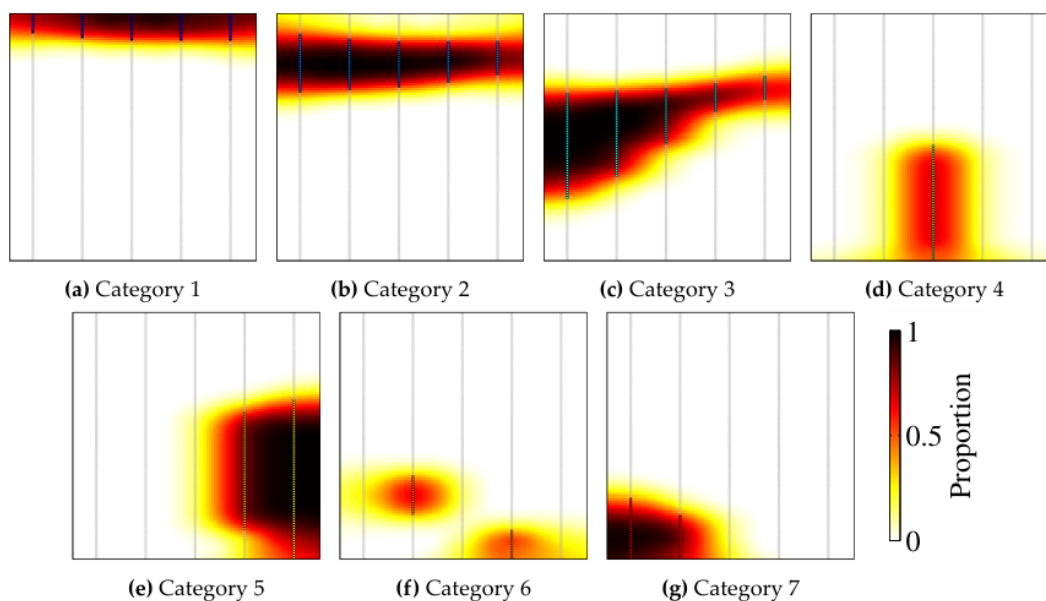 (a) Category 1
(b) Category 2
(c) Category 3
(d) Category 4
1
0.5
0
Proportion
(e) Category 5
(f) Category 6
(g) Category 7